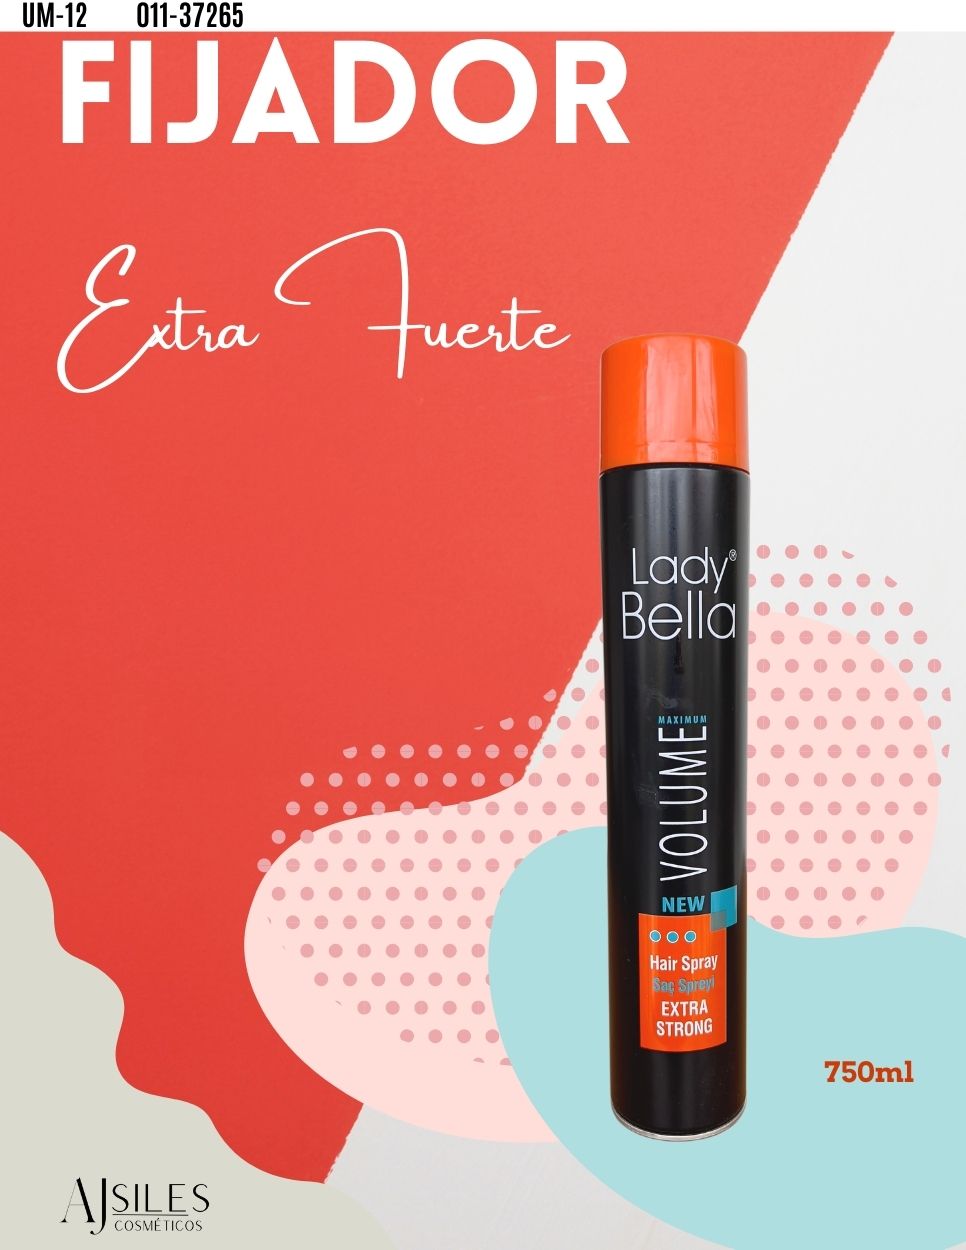 UM-12 011-37265
FIJADOR
Extra Fuerte
Lady®
Bella
MAXIMUM
VOLUME
NEW
Hair Spray
Saç Spreyi
EXTRA
STRONG
750ml
AJSILES
COSMÉTICOS